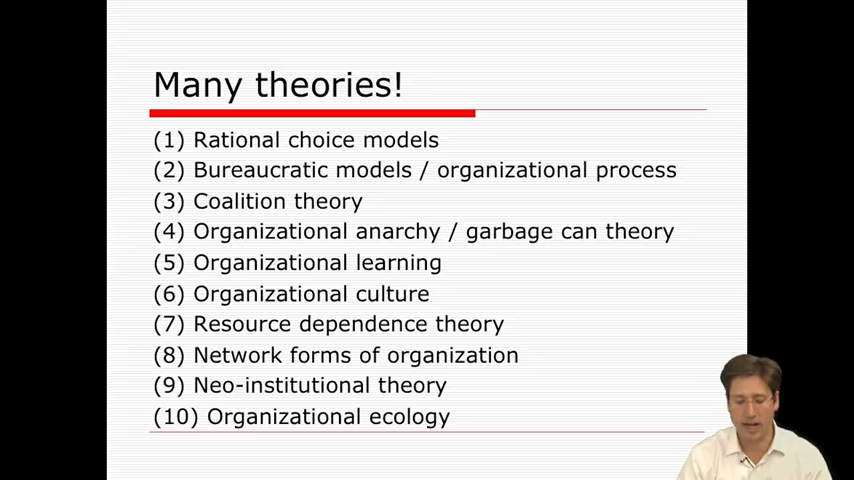 Many theories!
(1) Rational choice models
(2) Bureaucratic models / organizational process
(3) Coalition theory
(4) Organizational anarchy / garbage can theory
(5) Organizational learning
(6) Organizational culture
(7) Resource dependence theory
(8) Network forms of organization
(9) Neo-institutional theory
(10) Organizational ecology